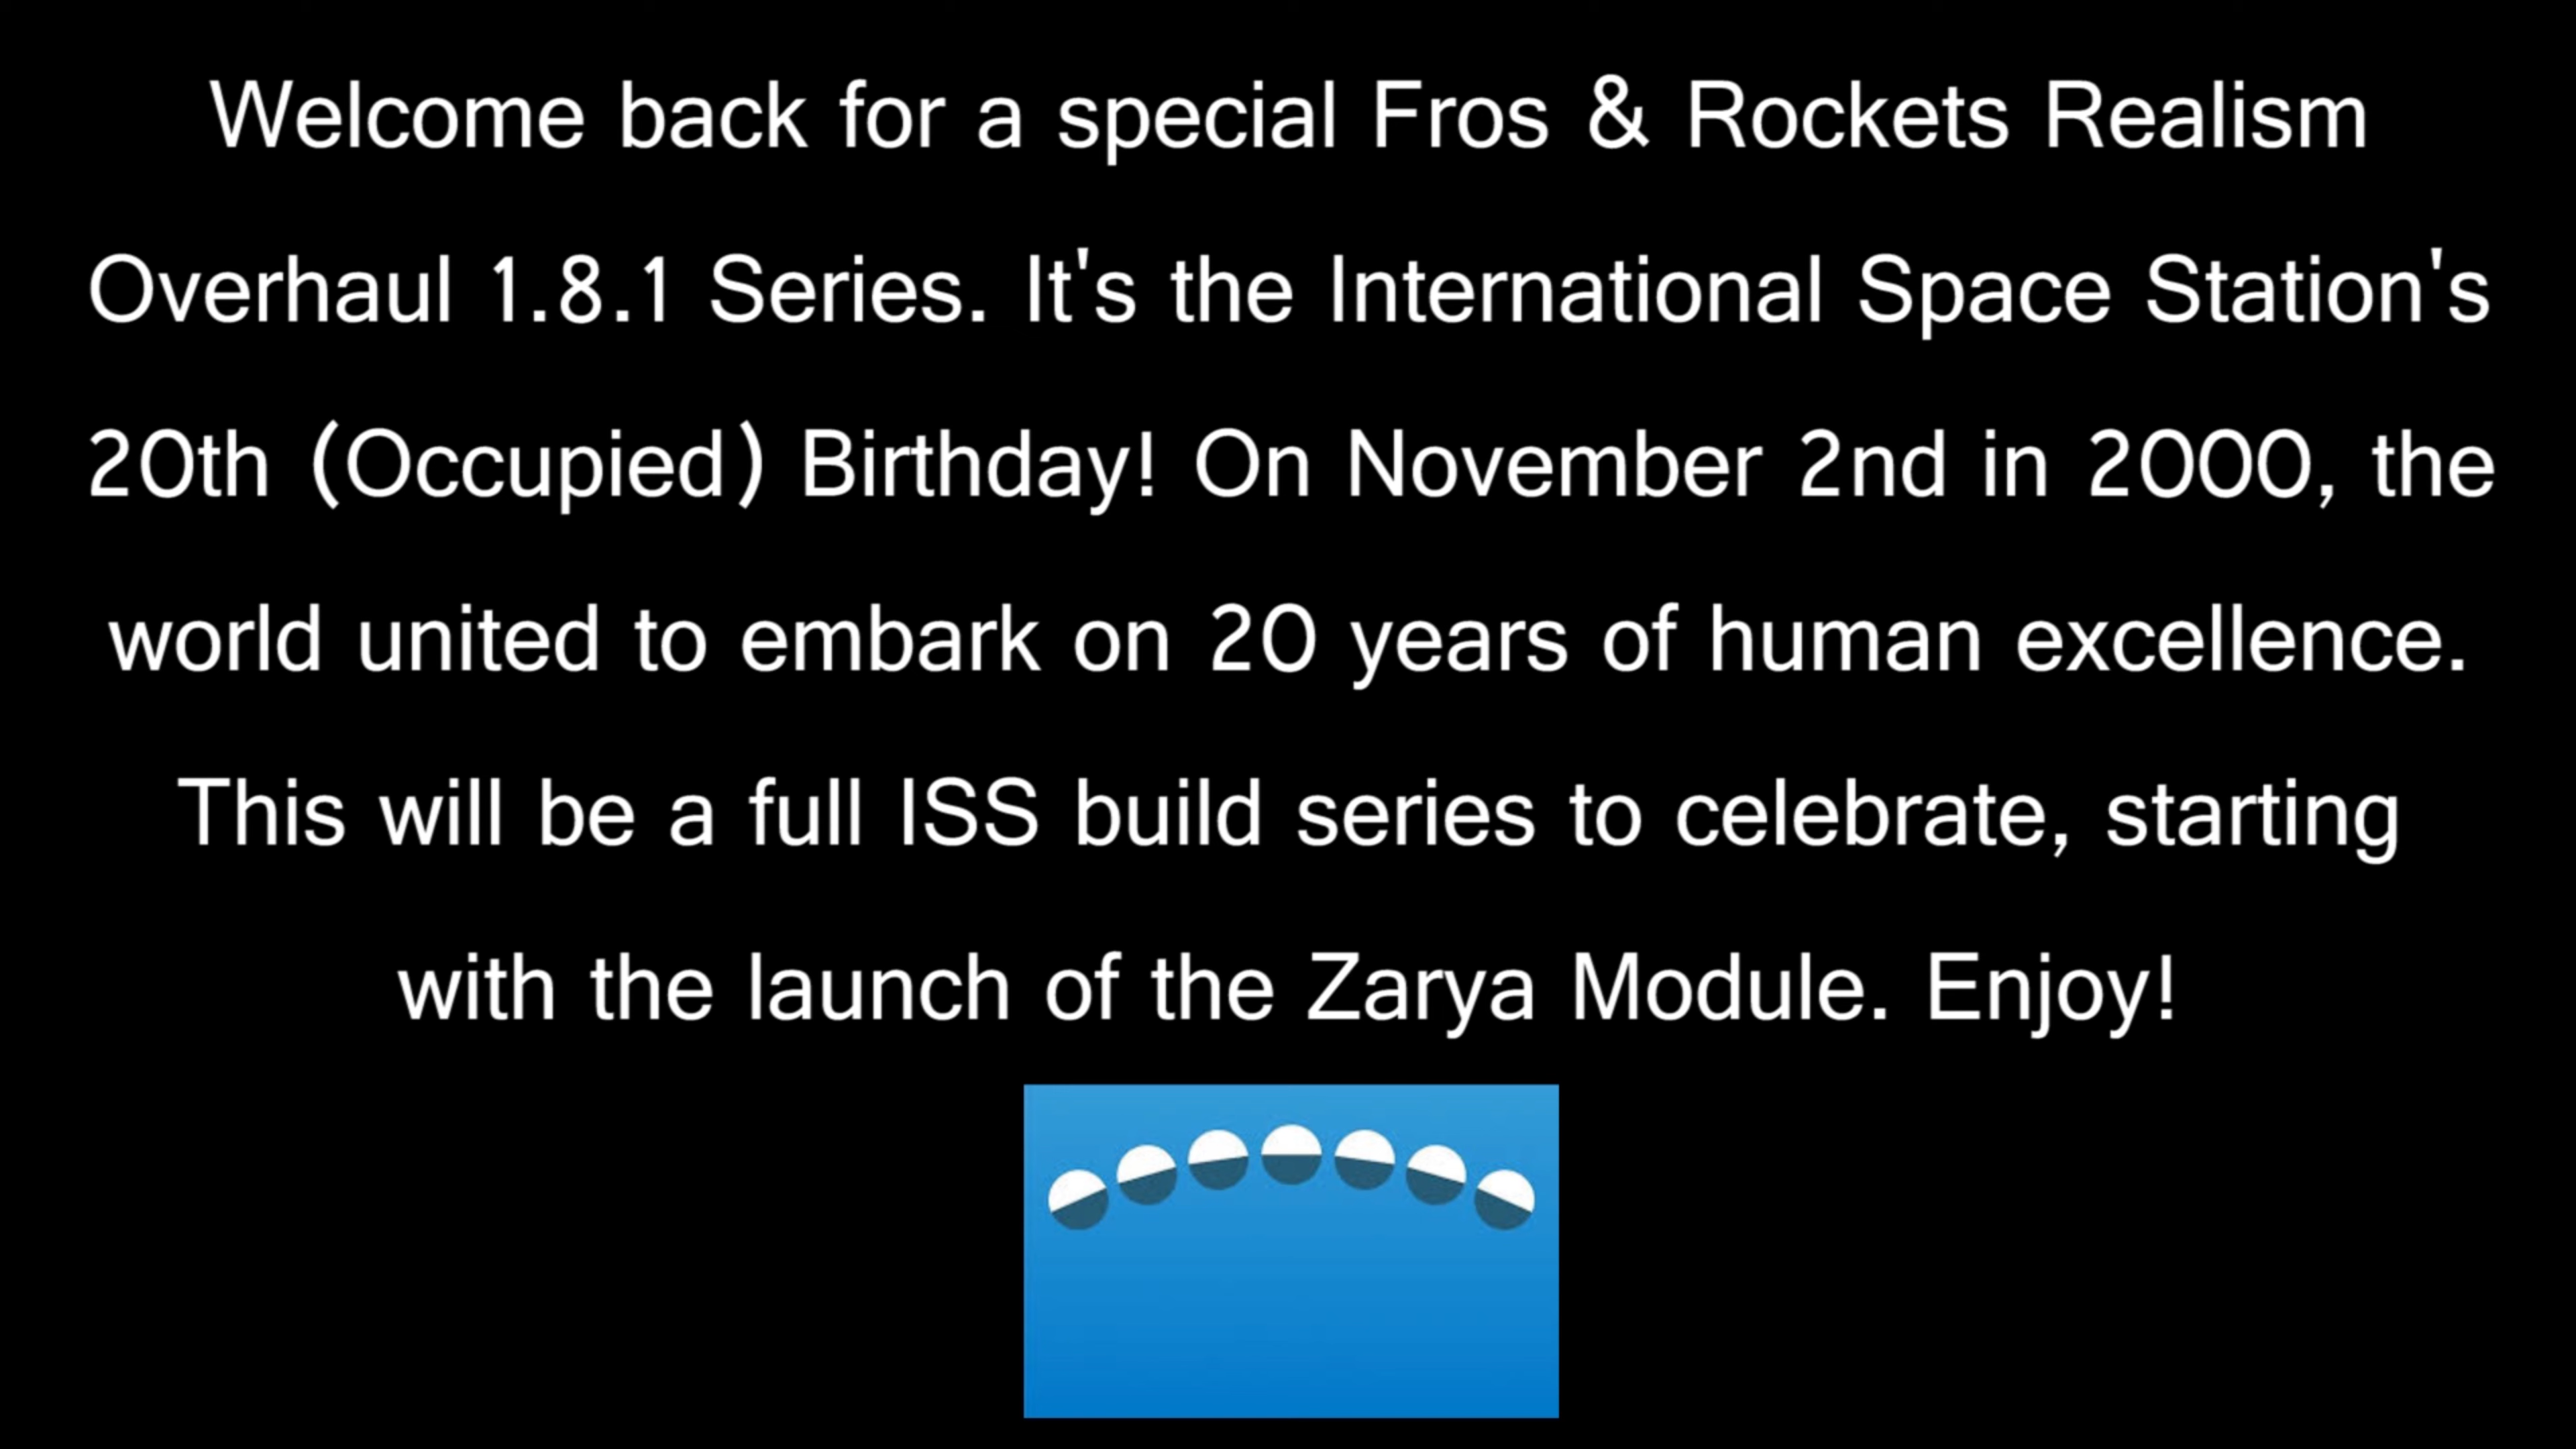 Welcome back for a special Fros & Rockets Realism
Overhaul 1.8.1 Series. It's the International Space Station's
20th (Occupied) Birthday! On November 2nd in 2000, the
world united to embark on 20 years of human excellence.
This will be a full ISS build series to celebrate, starting
with the launch of the Zarya Module. Enjoy!